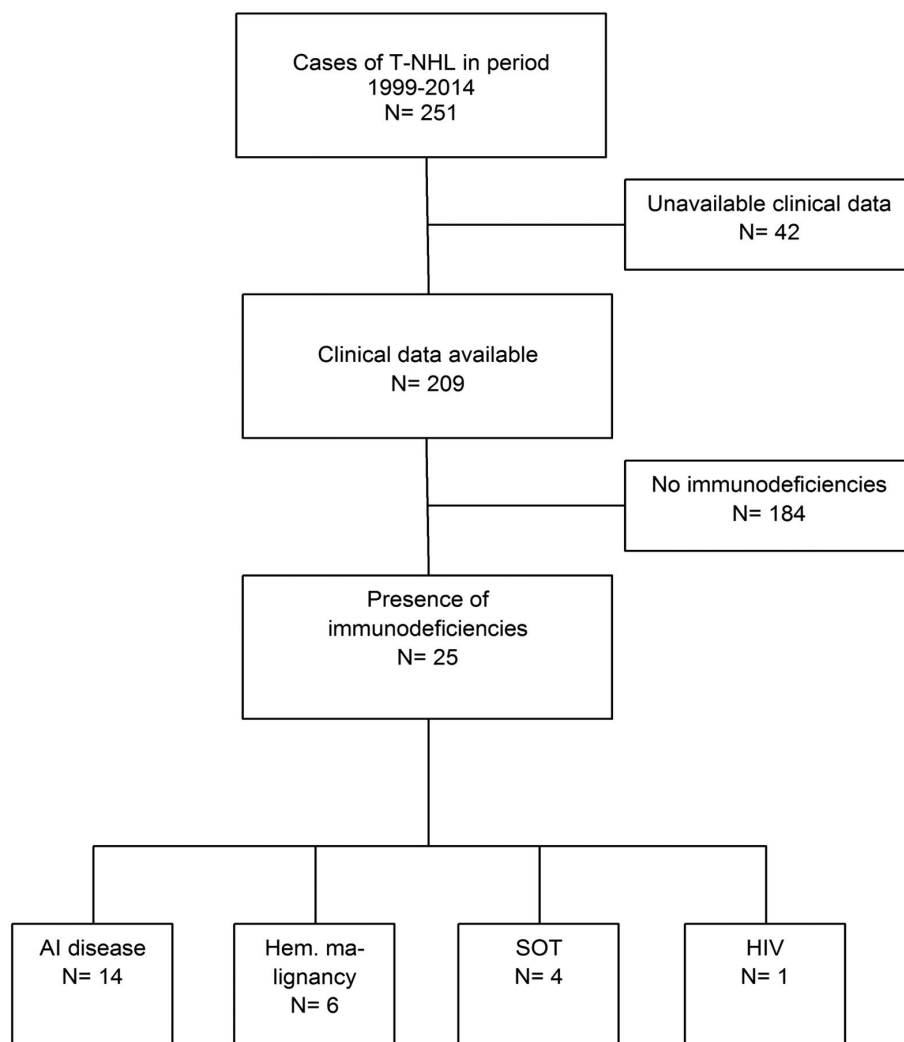 Cases of T-NHL in period
1999-2014
N= 251
Unavailable clinical data
N= 42
Clinical data available
N= 209
No immunodeficiencies
N= 184
Presence of
immunodeficiencies
N= 25
AI disease
N= 14
Hem. ma-
lignancy
N= 6
SOT
N= 4
HIV
N= 1